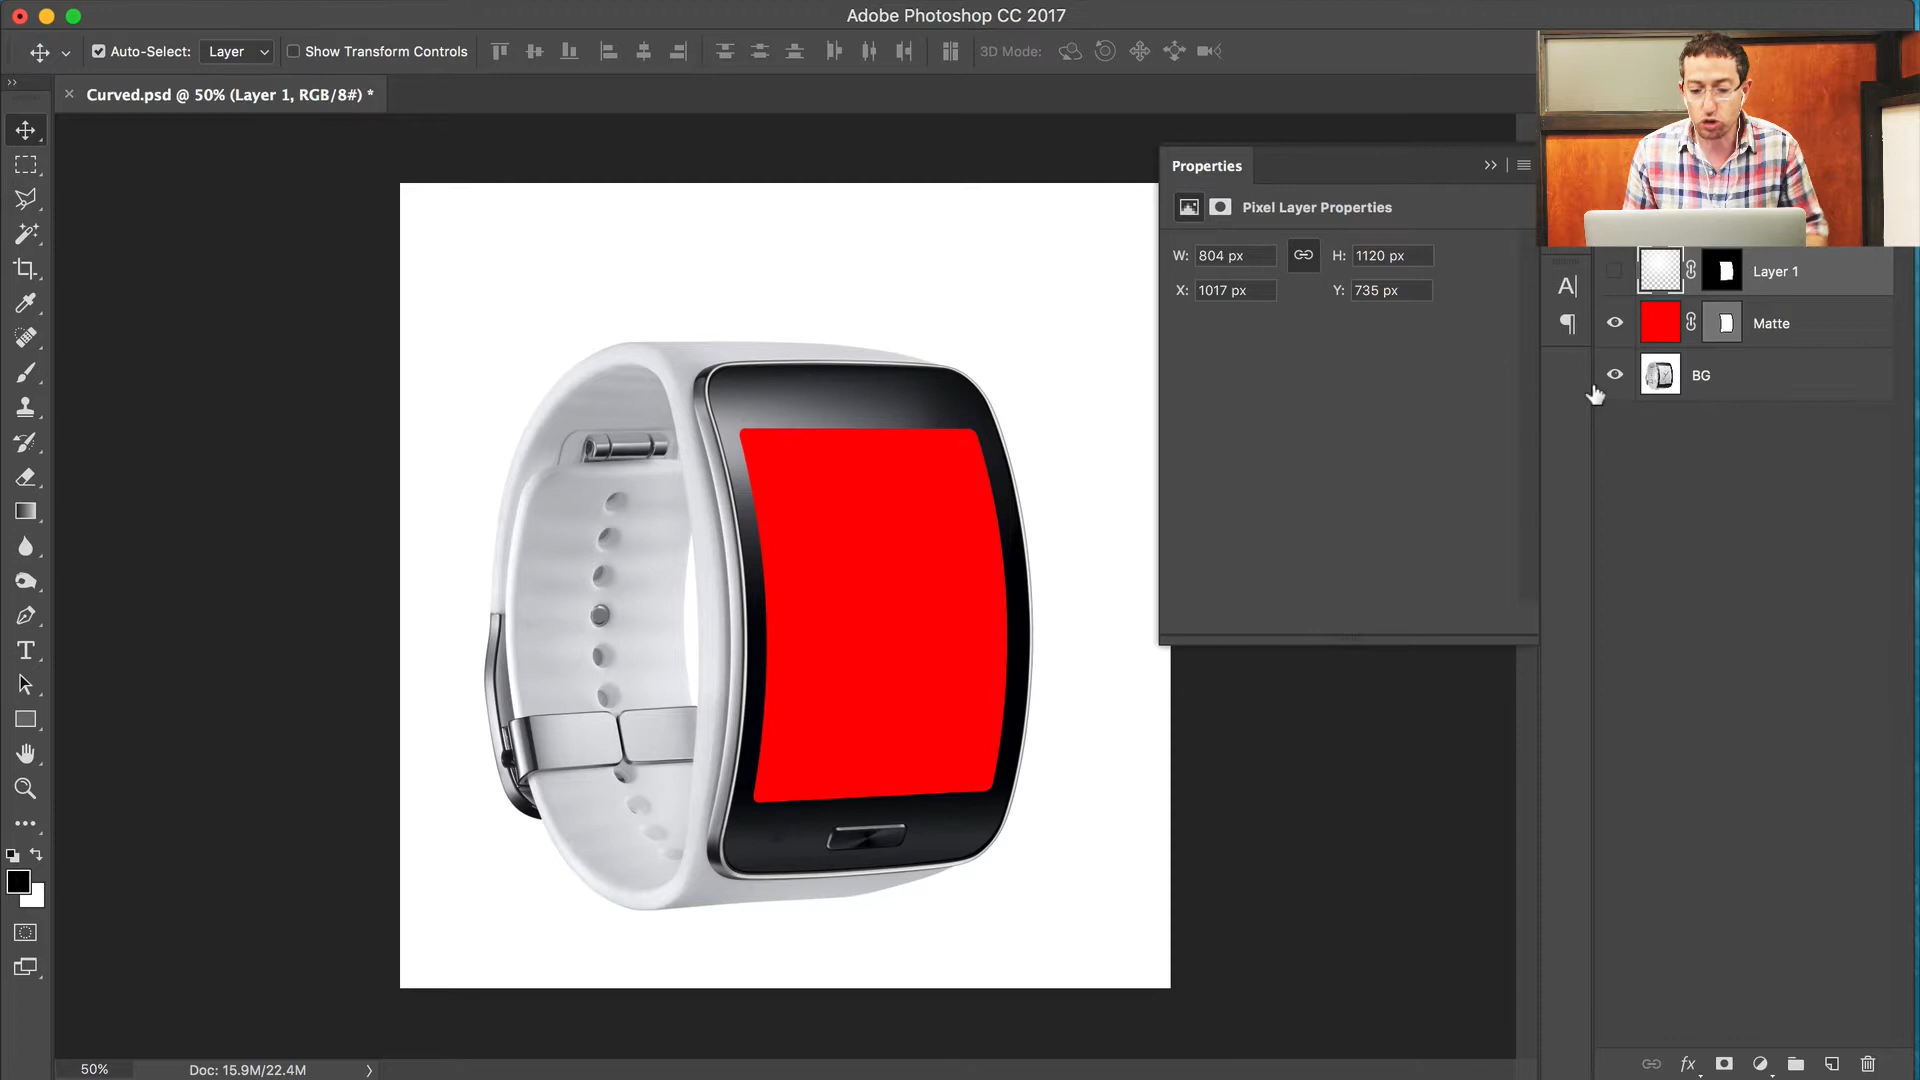 Adobe Photoshop CC 2017
Auto-Select: Layer Show Transform Controls 3D Mode:
Curved.psd @ 50% (Layer 1, RGB/8#) *
Properties
Pixel Layer Properties
W: 804 px H: 1120 px
X: 1017 px Y: 735 px
Layer 1
Matte
BG
50% Doc: 15.9M/22.4M